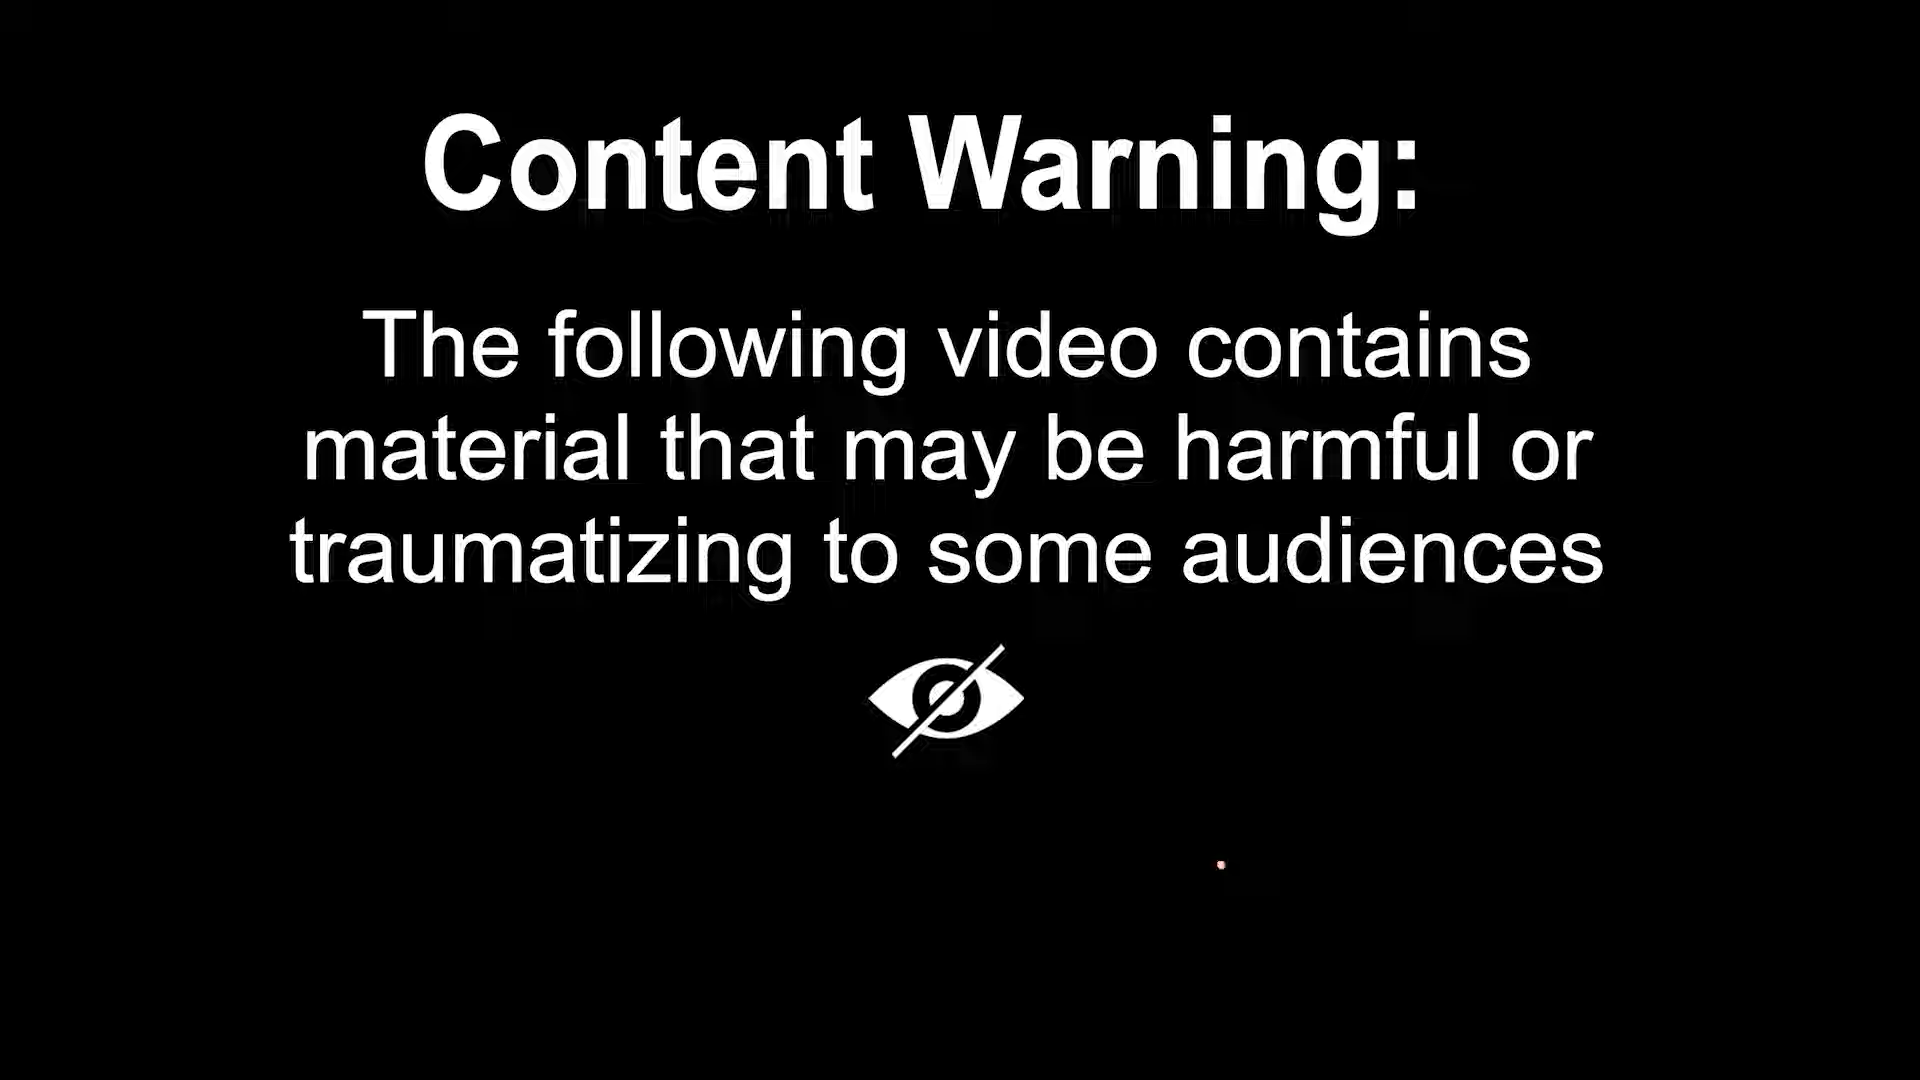 Content Warning:
The following video contains
material that may be harmful or
traumatizing to some audiences